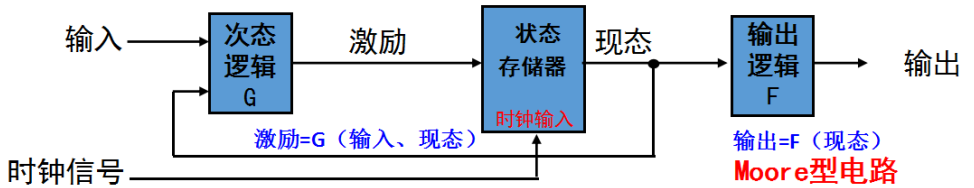 输入
次态
逻辑
G
激励
状态
存储器
时钟输入
现态
输出
逻辑
F
输出
激励=G（输入、现态）
输出=F（现态）
时钟信号
Moore型电路